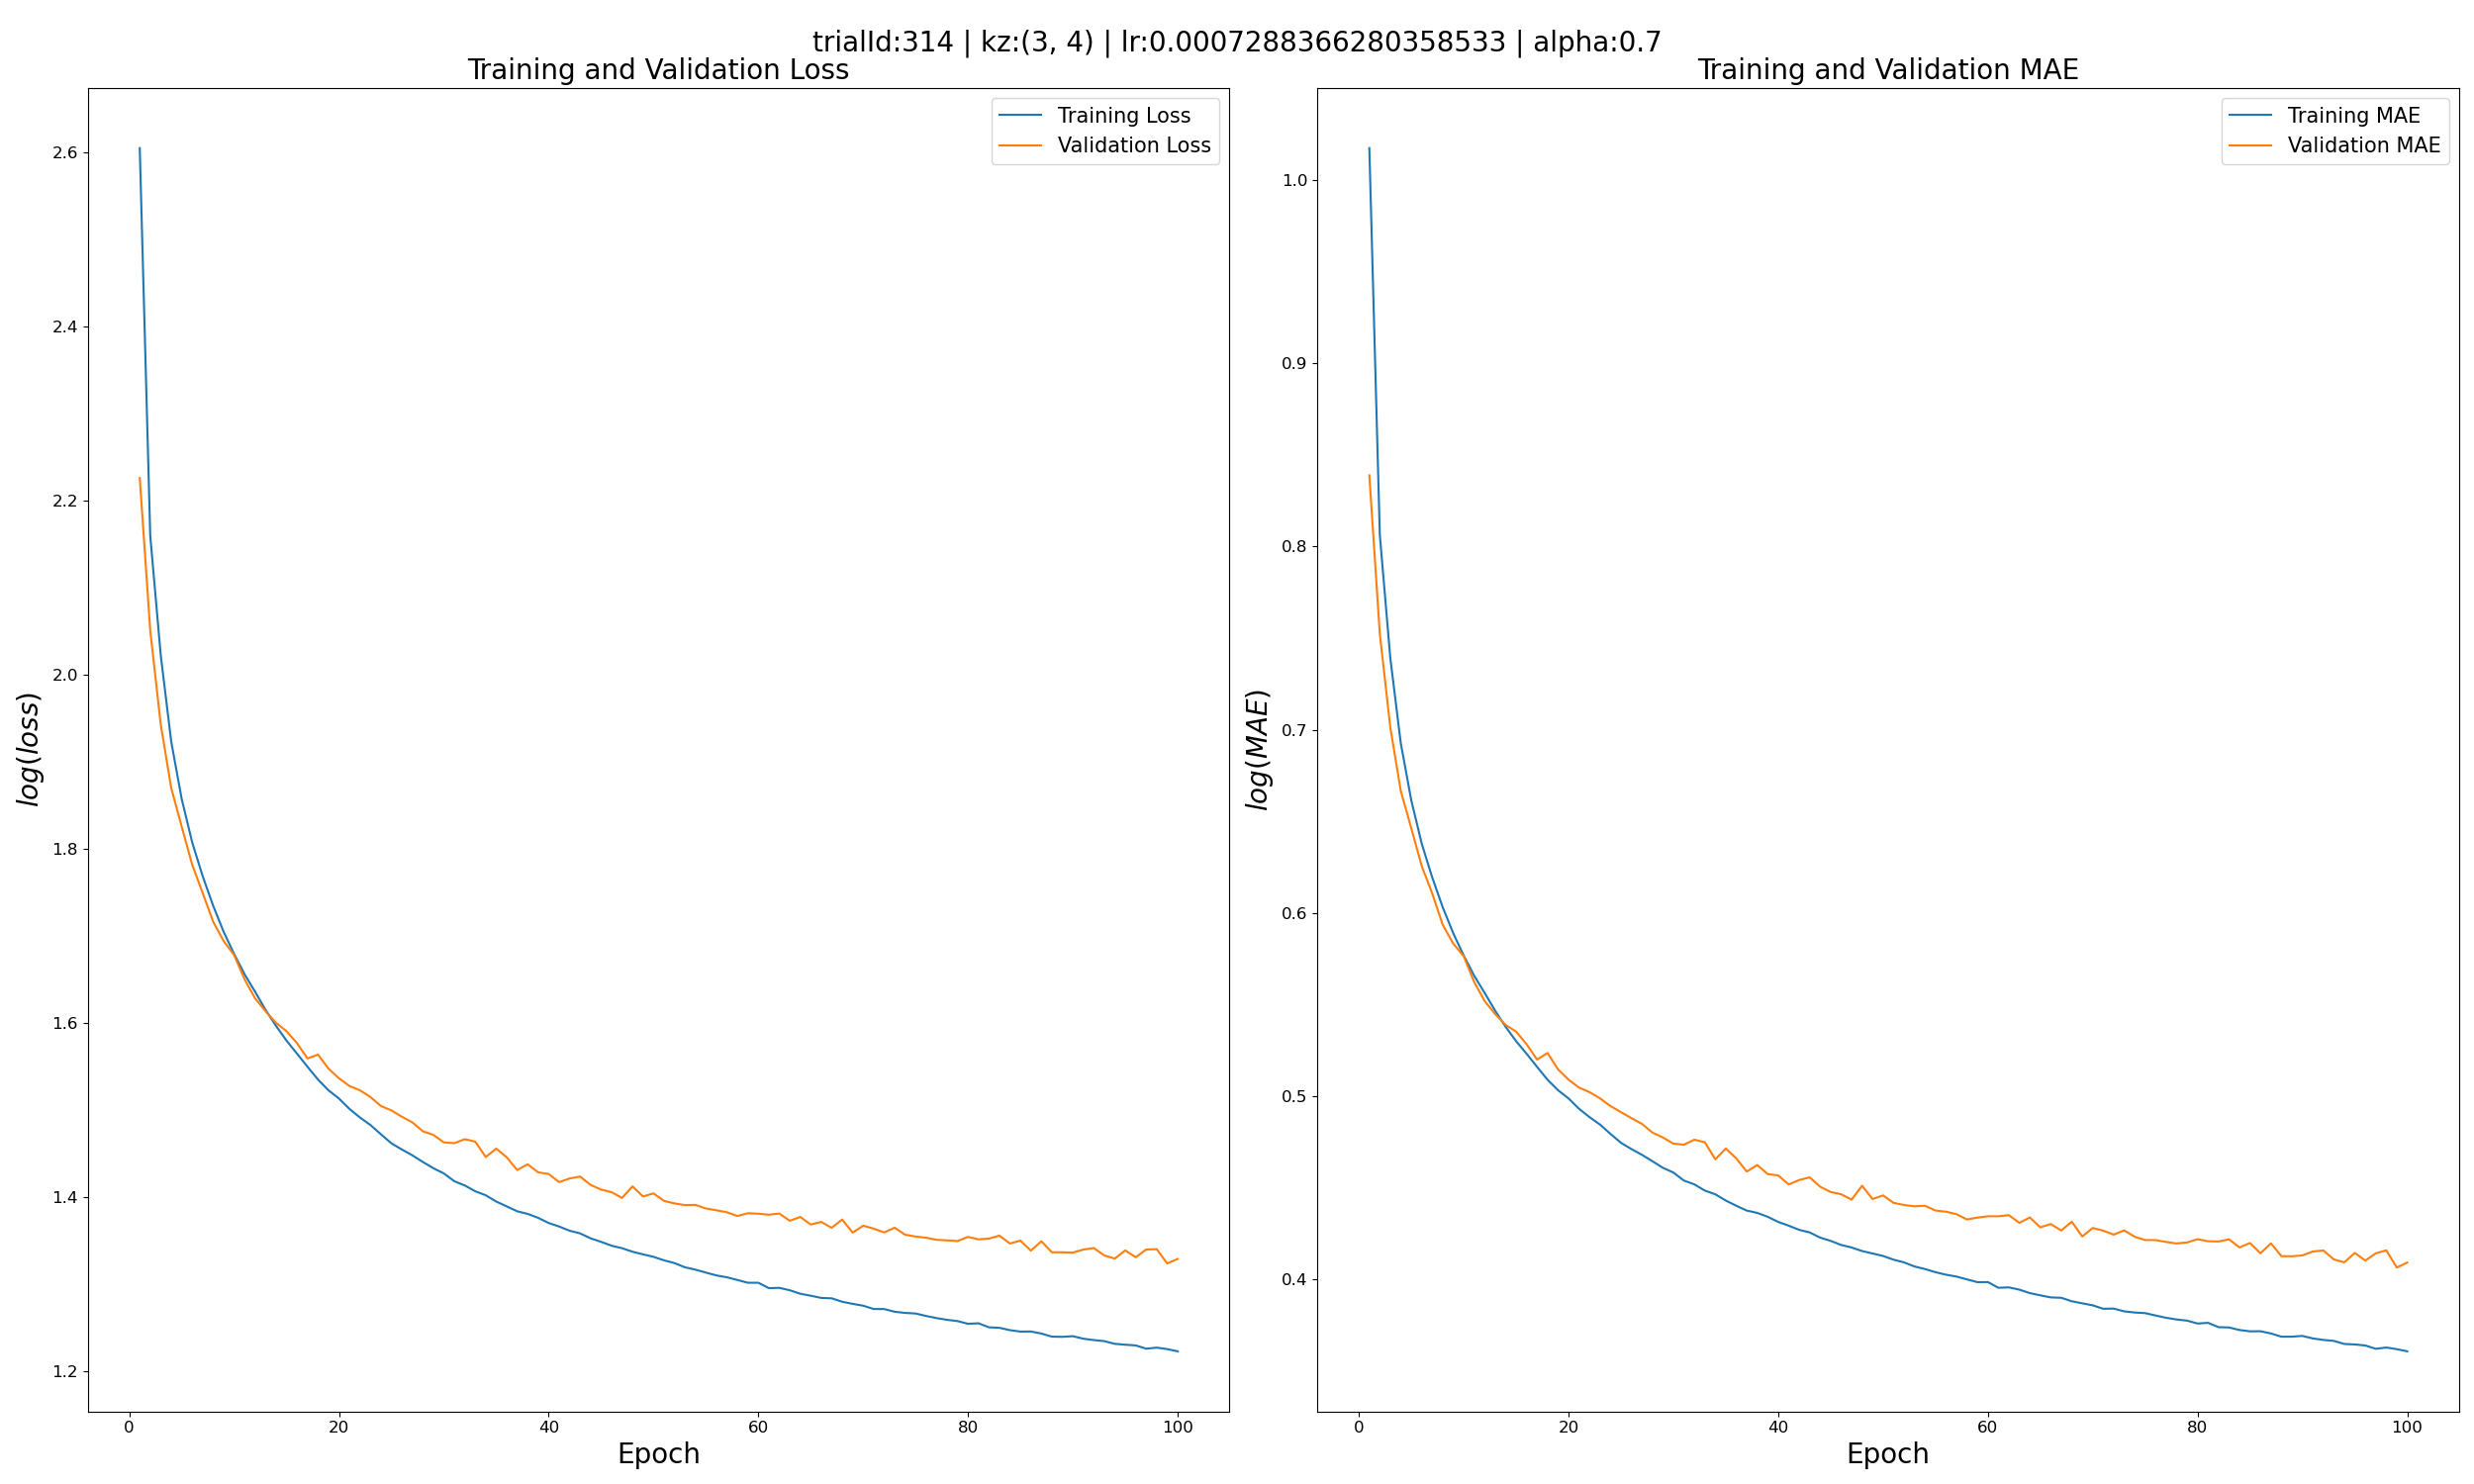 trialId:314 | kz:(3, 4) | lr:0.0007288366280358533 | alpha:0.7
Training and Validation Loss
Training Loss
Validation Loss
2.6
2.4
2.2
2.0
1.8
1.6
1.4
1.2
log(loss)
0 20 40 60 80 100
Epoch
Training and Validation MAE
Training MAE
Validation MAE
1.0
0.9
0.8
0.7
0.6
0.5
0.4
log(MAE)
0 20 40 60 80 100
Epoch